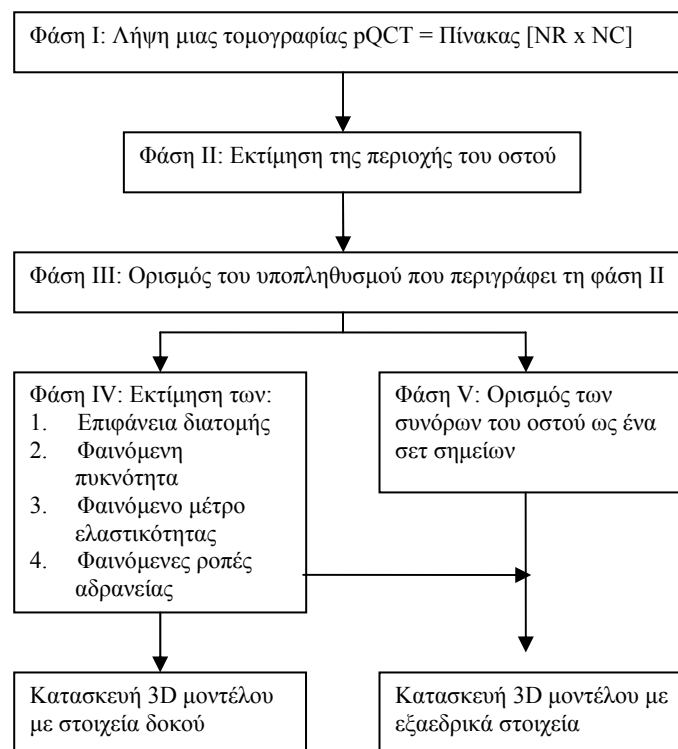 Φάση Ι: Λήψη μιας τομογραφίας pQCT = Πίνακας [NR x NC]
Φάση ΙΙ: Εκτίμηση της περιοχής του οστού
Φάση ΙΙΙ: Ορισμός του υποπληθυσμού που περιγράφει τη φάση ΙΙ
Φάση IV: Εκτίμηση των:
1. Επιφάνεια διατομής
2. Φαινόμενη
πυκνότητα
3. Φαινόμενο μέτρο
ελαστικότητας
4. Φαινόμενες ροπές
αδρανείας
Φάση V: Ορισμός των
συνόρων του οστού ως ένα
σετ σημείων
Κατασκευή 3D μοντέλου
με στοιχεία δοκού
Κατασκευή 3D μοντέλου με
εξαεδρικά στοιχεία